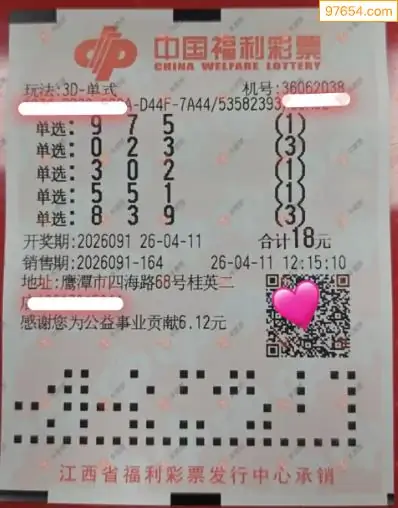 97654.com
中国福利彩票
CHINA WELFARE LOTTERY
玩法:3D-单式 机号:36062038
-D44F-7A44/53582393/
单选: 9 7 5 (1)
单选: 0 2 3 (3)
单选: 3 0 2 (1)
单选: 5 5 1 (1)
单选: 8 3 9 (3)
开奖期:2026091 26-04-11 合计18元
销售期:2026091-164 26-04-11 12:15:10
地址:鹰潭市四海路68号桂英二
店
感谢您为公益事业贡献6.12元
江西省福利彩票发行中心承销